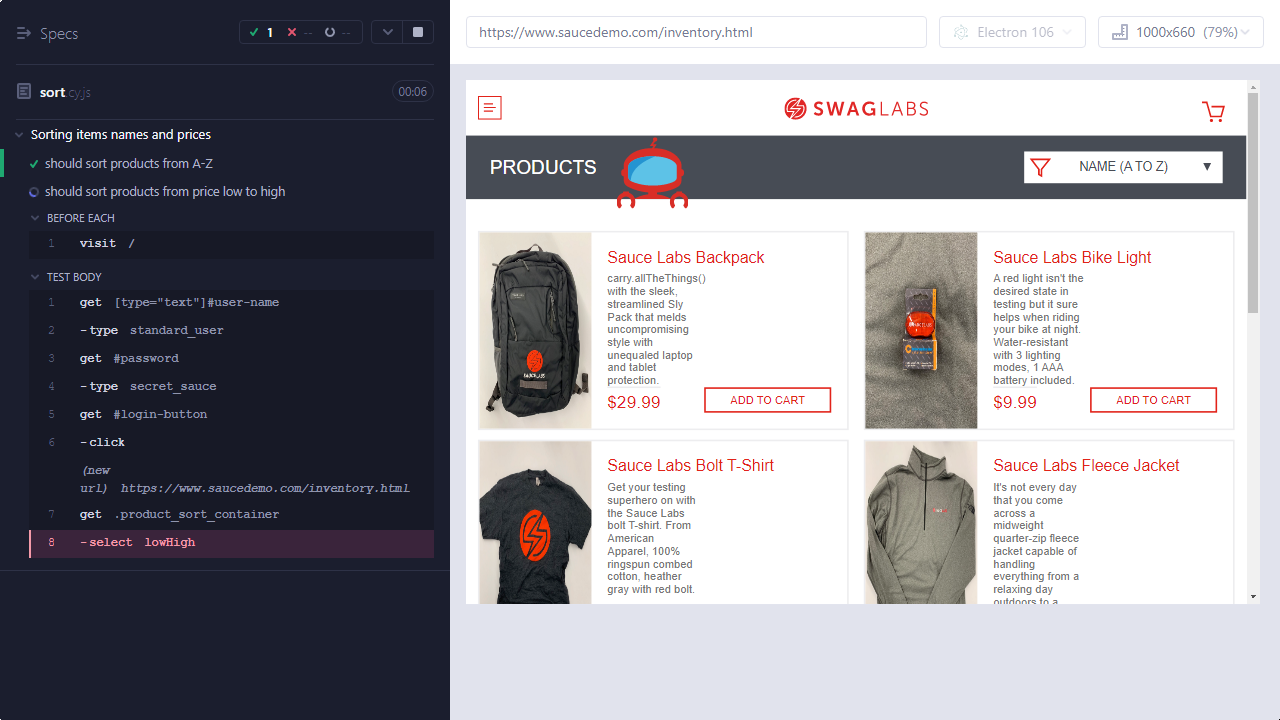 Specs
1
--
--
sort.cy.js
00:06
Sorting items names and prices
should sort products from A-Z
should sort products from price low to high
BEFORE EACH
1 visit /
TEST BODY
1 get [type="text"]#user-name
2 -type standard_user
3 get #password
4 -type secret_sauce
5 get #login-button
6 -click
(new
url) https://www.saucedemo.com/inventory.html
7 get .product_sort_container
8 -select lowHigh
https://www.saucedemo.com/inventory.html
Electron 106
1000x660 (79%)
SWAGLABS
PRODUCTS
NAME (A TO Z)
Sauce Labs Backpack
carry.allTheThings()
with the sleek,
streamlined Sly
Pack that melds
uncompromising
style with
unequaled laptop
and tablet
protection.
$29.99
ADD TO CART
Sauce Labs Bike Light
A red light isn't the
desired state in
testing but it sure
helps when riding
your bike at night.
Water-resistant
with 3 lighting
modes, 1 AAA
battery included.
$9.99
ADD TO CART
Sauce Labs Bolt T-Shirt
Get your testing
superhero on with
the Sauce Labs
bolt T-shirt. From
American
Apparel, 100%
ringspun combed
cotton, heather
gray with red bolt.
Sauce Labs Fleece Jacket
It's not every day
that you come
across a
midweight
quarter-zip fleece
jacket capable of
handling
everything from a
relaxing day
outdoors to a